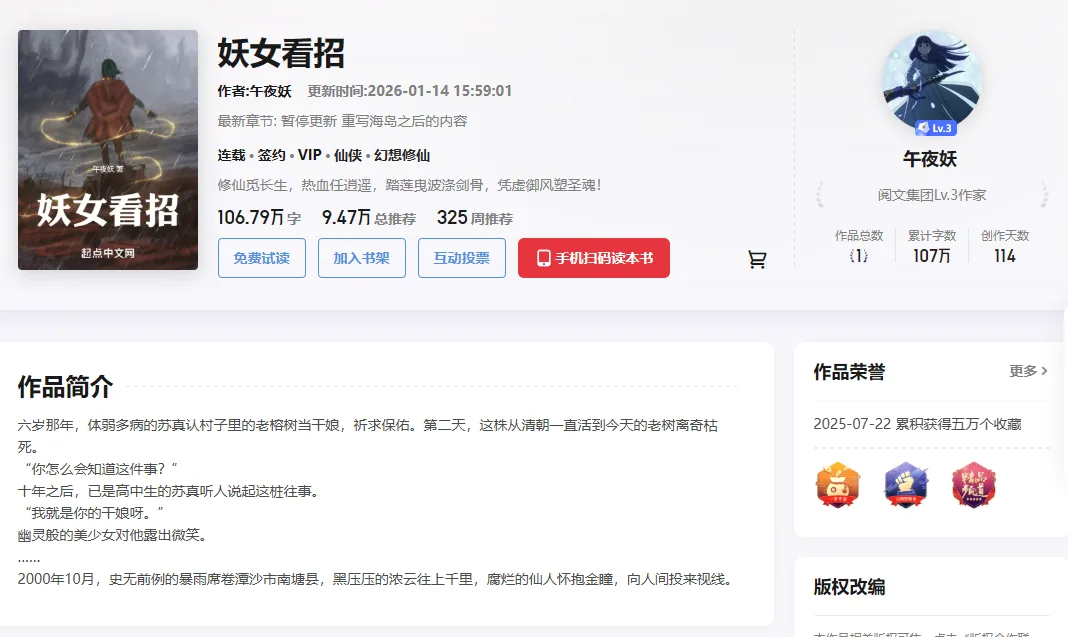 午夜妖 著
妖女看招
起点中文网
妖女看招
作者:午夜妖 更新时间:2026-01-14 15:59:01
最新章节: 暂停更新 重写海岛之后的内容
连载 • 签约 • VIP • 仙侠 • 幻想修仙
修仙觅长生，热血任逍遥，踏莲曳波涤剑骨，凭虚御风塑圣魂！
106.79万字 9.47万总推荐 325周推荐
免费试读 加入书架 互动投票 手机扫码读本书
Lv.3
午夜妖
阅文集团Lv.3作家
作品总数 累计字数 创作天数
1 107万 114
作品简介
六岁那年，体弱多病的苏真认村子里的老榕树当干娘，祈求保佑。第二天，这株从清朝一直活到今天的老树离奇枯
死。
“你怎么会知道这件事？”
十年之后，已是高中生的苏真听人说起这桩往事。
“我就是你的干娘呀。”
幽灵般的美少女对他露出微笑。
……
2000年10月，史无前例的暴雨席卷潭沙市南塘县，黑压压的浓云往上千里，腐烂的仙人怀抱金瞳，向人间投来视线。
作品荣誉 更多 >
2025-07-22 累积获得五万个收藏
精品
频道
版权改编